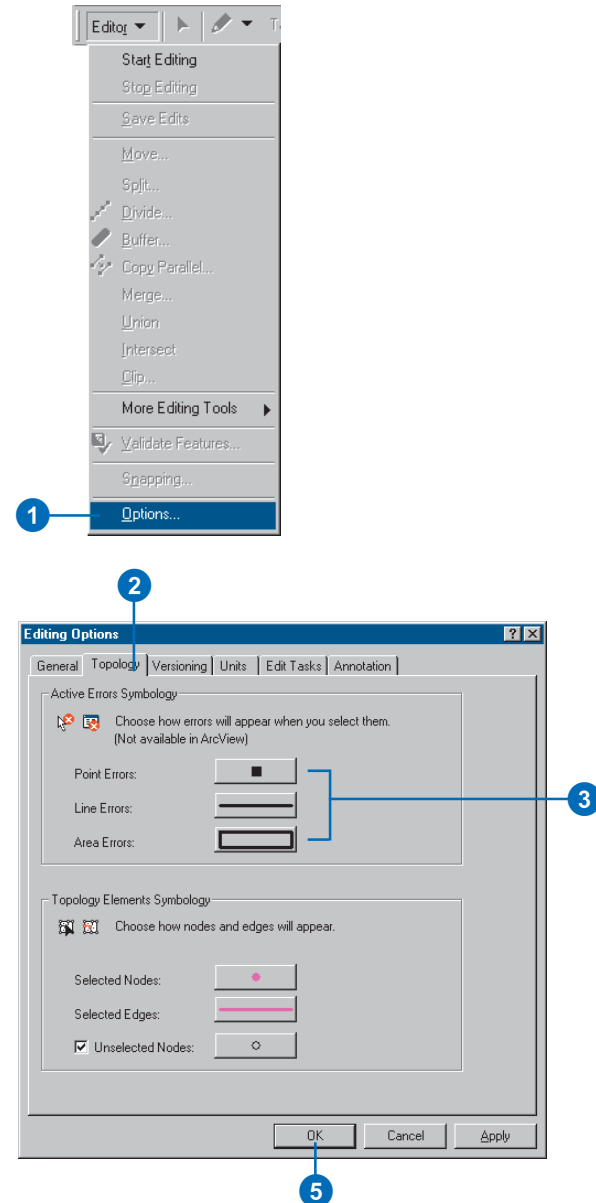 Editor
Start Editing
Stop Editing
Save Edits
Move...
Split...
Divide...
Buffer...
Copy Parallel...
Merge...
Union
Intersect
Clip...
More Editing Tools
Validate Features...
Snapping...
1
Options...
2
Editing Options
General Topology Versioning Units Edit Tasks Annotation
Active Errors Symbology
Choose how errors will appear when you select them.
(Not available in ArcView)
Point Errors:
3
Line Errors:
Area Errors:
Topology Elements Symbology
Choose how nodes and edges will appear.
Selected Nodes:
Selected Edges:
Unselected Nodes:
OK Cancel Apply
5